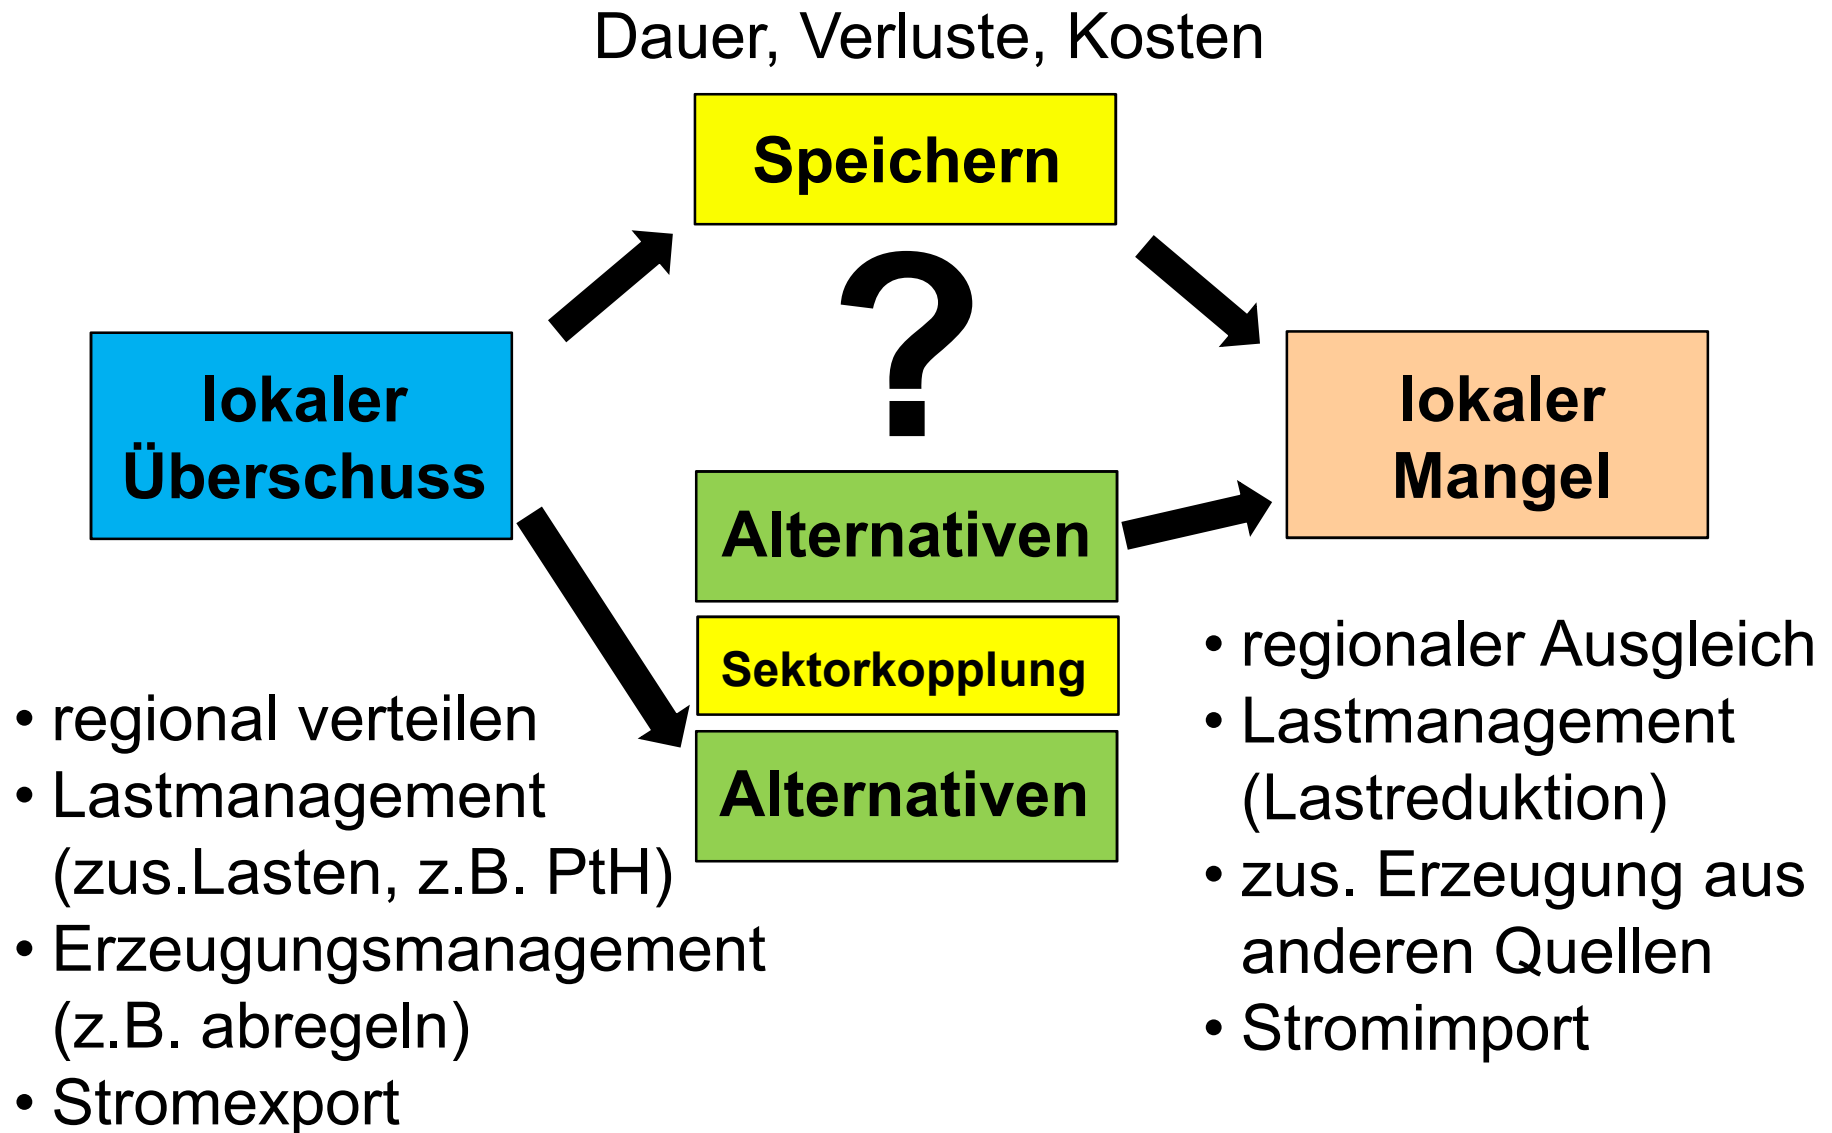 Dauer, Verluste, Kosten
Speichern
?
lokaler
Überschuss
lokaler
Mangel
Alternativen
Sektorkopplung
Alternativen
• regional verteilen
• Lastmanagement
(zus.Lasten, z.B. PtH)
• Erzeugungsmanagement
(z.B. abregeln)
• Stromexport
• regionaler Ausgleich
• Lastmanagement
(Lastreduktion)
• zus. Erzeugung aus
anderen Quellen
• Stromimport